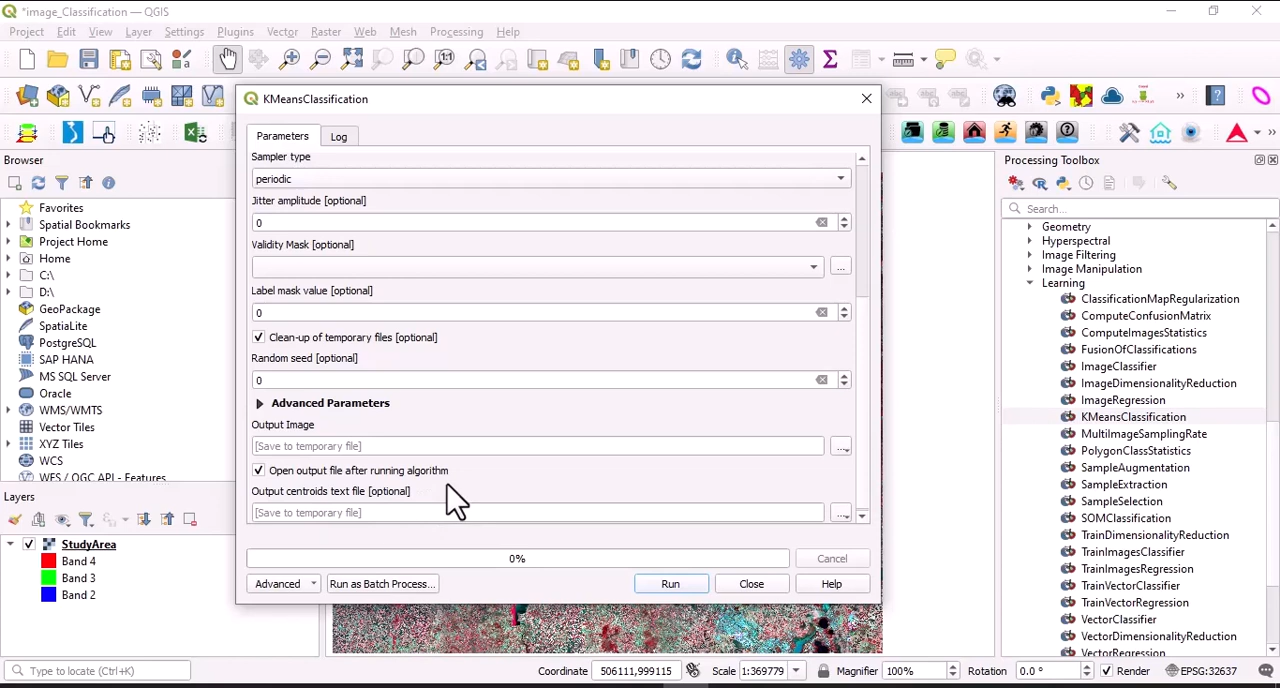 *image_Classification — QGIS
Project Edit View Layer Settings Plugins Vector Raster Web Mesh Processing Help
KMeansClassification
Parameters Log
Sampler type
periodic
Jitter amplitude [optional]
0
Validity Mask [optional]
...
Label mask value [optional]
0
Clean-up of temporary files [optional]
Random seed [optional]
0
Advanced Parameters
Output Image
[Save to temporary file]
Open output file after running algorithm
Output centroids text file [optional]
[Save to temporary file]
0%
Cancel
Advanced Run as Batch Process... Run Close Help
Browser
Favorites
Spatial Bookmarks
Project Home
Home
C:\
D:\
GeoPackage
SpatiaLite
PostgreSQL
SAP HANA
MS SQL Server
Oracle
WMS/WMTS
Vector Tiles
XYZ Tiles
WCS
WFS / OGC API - Features
Layers
StudyArea
Band 4
Band 3
Band 2
Processing Toolbox
Search...
Geometry
Hyperspectral
Image Filtering
Image Manipulation
Learning
ClassificationMapRegularization
ComputeConfusionMatrix
ComputeImagesStatistics
FusionOfClassifications
ImageClassifier
ImageDimensionalityReduction
ImageRegression
KMeansClassification
MultiImageSamplingRate
PolygonClassStatistics
SampleAugmentation
SampleExtraction
SampleSelection
SOMClassification
TrainDimensionalityReduction
TrainImagesClassifier
TrainImagesRegression
TrainVectorClassifier
TrainVectorRegression
VectorClassifier
VectorDimensionalityReduction
VectorRegression
Type to locate (Ctrl+K) Coordinate 506111,999115 Scale 1:369779 Magnifier 100% Rotation 0.0 ° Render EPSG:32637